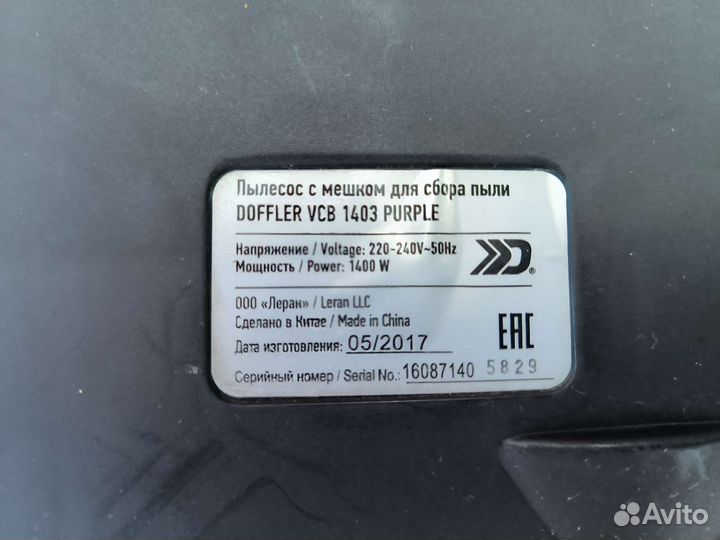 Пылесос с мешком для сбора пыли
DOFFLER VCB 1403 PURPLE
Напряжение / Voltage: 220-240V~50Hz
Мощность / Power: 1400 W
ООО «Леран» / Leran LLC
Сделано в Китае / Made in China
Дата изготовления: 05/2017
Серийный номер / Serial No.: 16087140 5829
D®
EAC
Avito